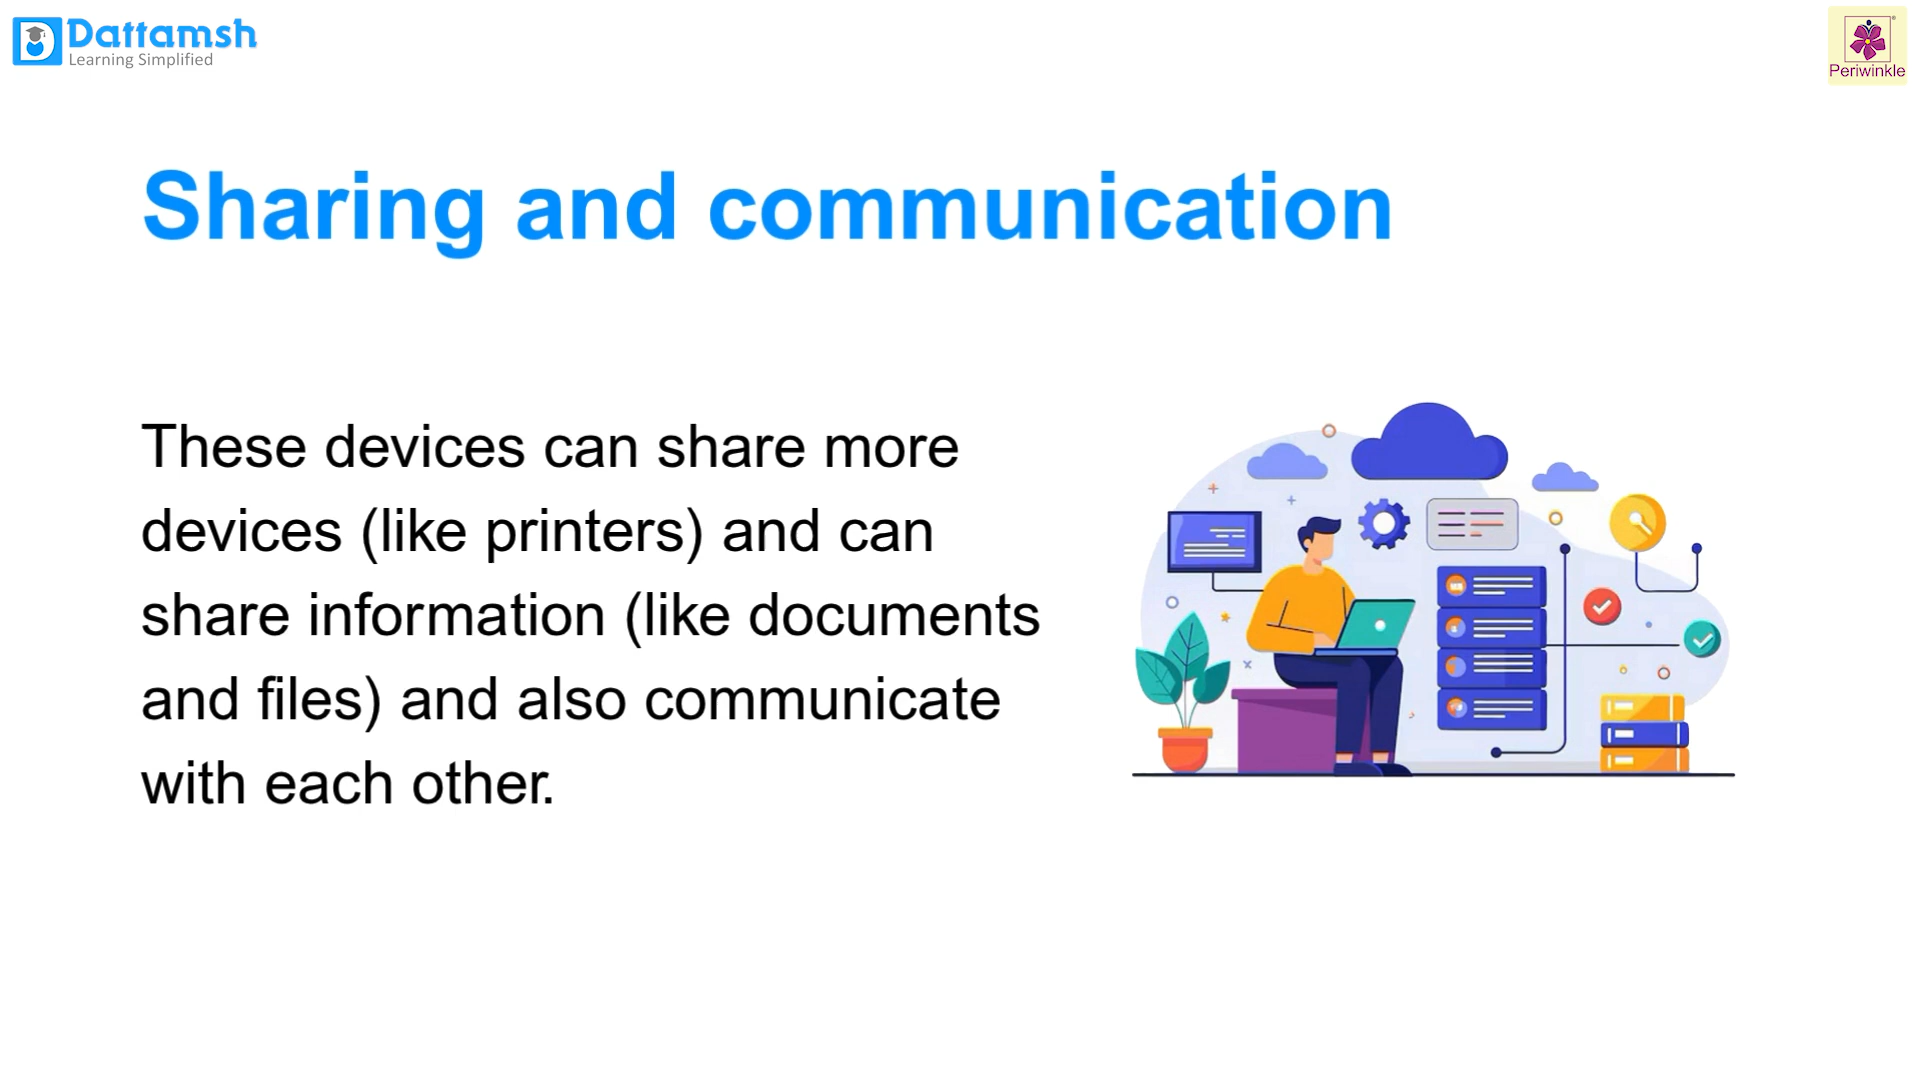 Dattamsh
Learning Simplified
Periwinkle
Sharing and communication
These devices can share more
devices (like printers) and can
share information (like documents
and files) and also communicate
with each other.